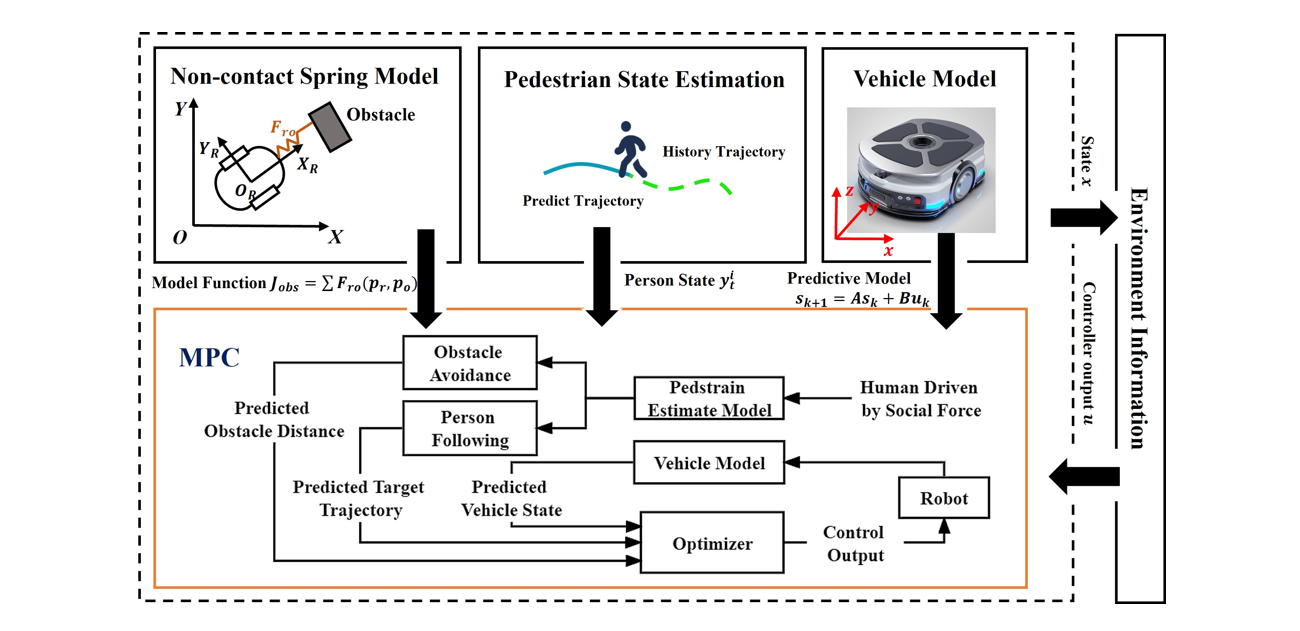 Non-contact Spring Model
Y
F_{ro}
Obstacle
Y_R
X_R
O_R
O
X
Pedestrian State Estimation
History Trajectory
Predict Trajectory
Vehicle Model
z
y
x
Model Function J_{obs} = ∑ F_{ro}(p_r, p_o)
Person State y_t^i
Predictive Model
s_{k+1} = As_k + Bu_k
State x
Controller output u
Environment Information
MPC
Obstacle
Avoidance
Person
Following
Pedstrain
Estimate Model
Human Driven
by Social Force
Predicted
Obstacle Distance
Vehicle Model
Robot
Predicted Target
Trajectory
Predicted
Vehicle State
Optimizer
Control
Output